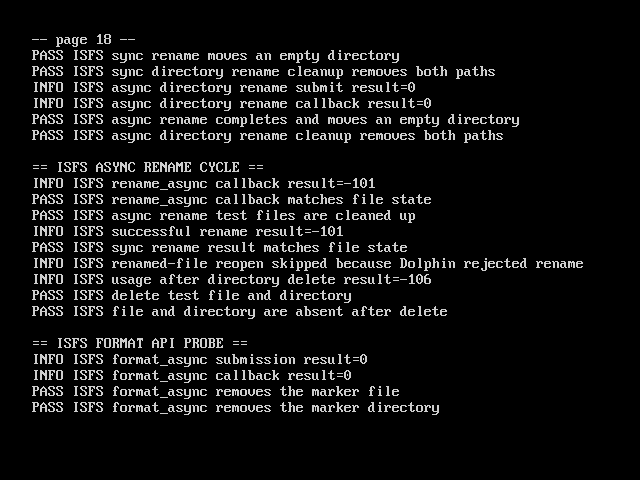 -- page 18 --
PASS ISFS sync rename moves an empty directory
PASS ISFS sync directory rename cleanup removes both paths
INFO ISFS async directory rename submit result=0
INFO ISFS async directory rename callback result=0
PASS ISFS async rename completes and moves an empty directory
PASS ISFS async directory rename cleanup removes both paths
== ISFS ASYNC RENAME CYCLE ==
INFO ISFS rename_async callback result=-101
PASS ISFS rename_async callback matches file state
PASS ISFS async rename test files are cleaned up
INFO ISFS successful rename result=-101
PASS ISFS sync rename result matches file state
INFO ISFS renamed-file reopen skipped because Dolphin rejected rename
INFO ISFS usage after directory delete result=-106
PASS ISFS delete test file and directory
PASS ISFS file and directory are absent after delete
== ISFS FORMAT API PROBE ==
INFO ISFS format_async submission result=0
INFO ISFS format_async callback result=0
PASS ISFS format_async removes the marker file
PASS ISFS format_async removes the marker directory